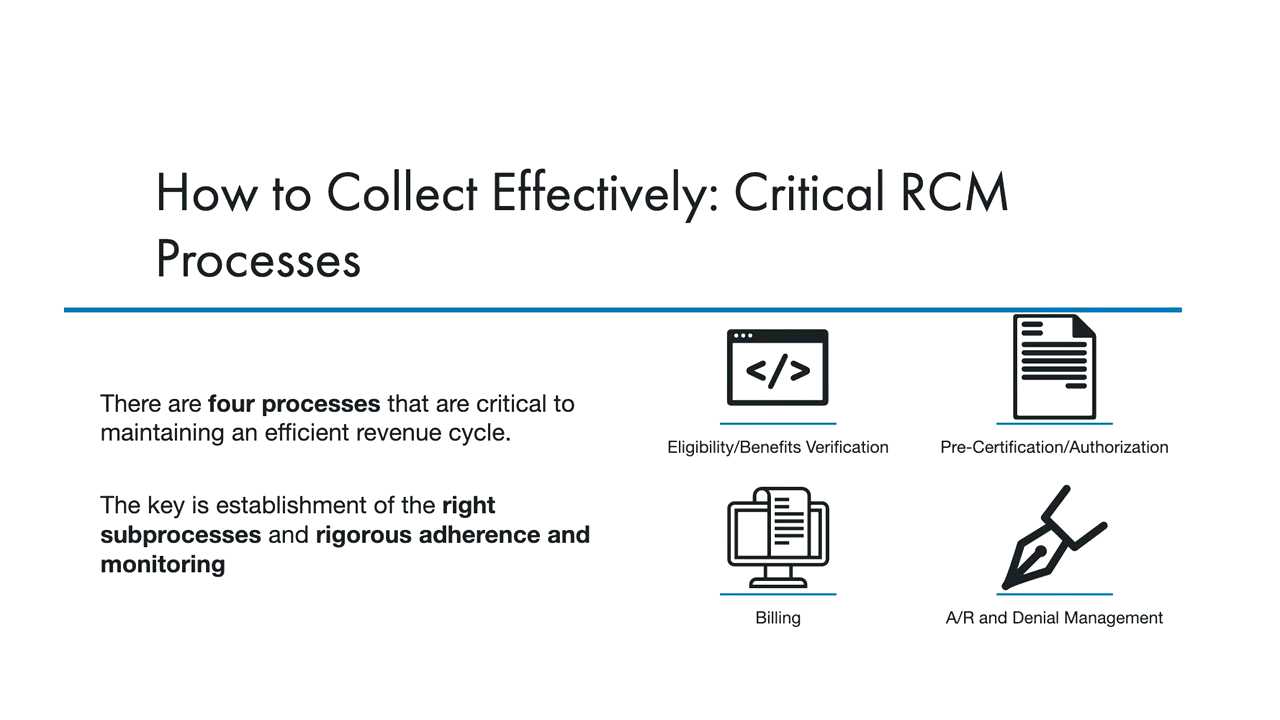 How to Collect Effectively: Critical RCM
Processes
There are four processes that are critical to
maintaining an efficient revenue cycle.
The key is establishment of the right
subprocesses and rigorous adherence and
monitoring
</>
Eligibility/Benefits Verification
Pre-Certification/Authorization
Billing
A/R and Denial Management